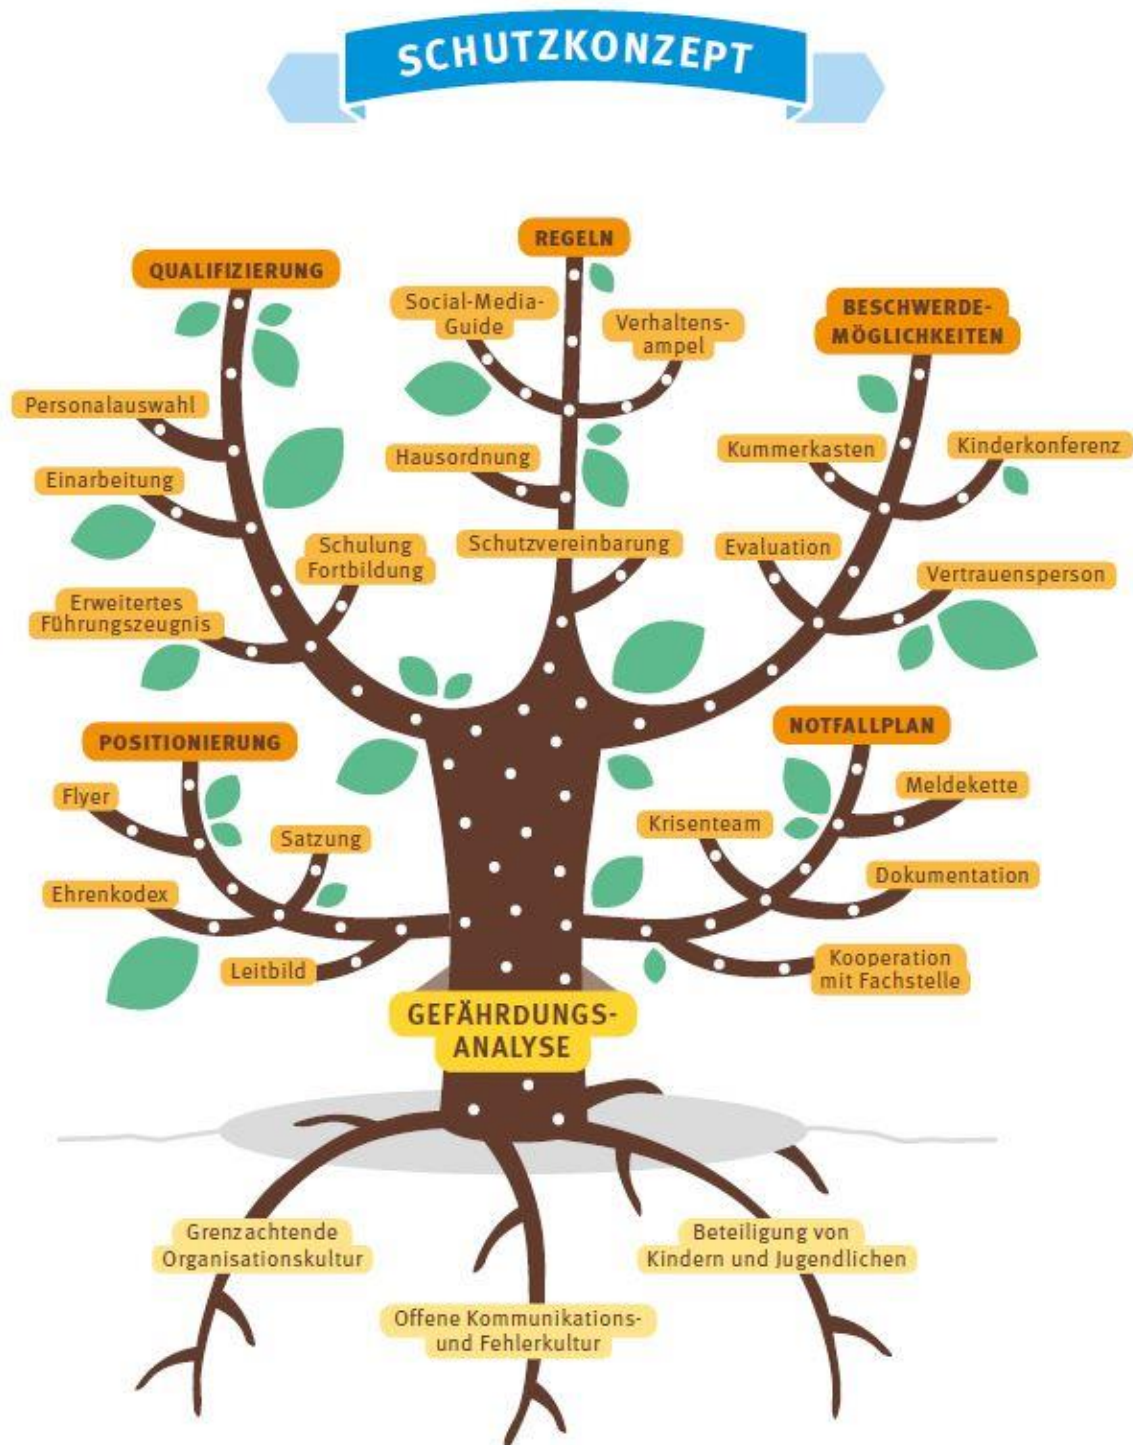 SCHUTZKONZEPT
REGELN
QUALIFIZIERUNG
Social-Media-
Guide
Verhaltens-
ampel
BESCHWERDE-
MÖGLICHKEITEN
Personalauswahl
Hausordnung
Kummerkasten
Kinderkonferenz
Einarbeitung
Schulung
Fortbildung
Schutzvereinbarung
Evaluation
Vertrauensperson
Erweitertes
Führungszeugnis
POSITIONIERUNG
NOTFALLPLAN
Flyer
Meldekette
Satzung
Krisenteam
Ehrenkodex
Dokumentation
Leitbild
Kooperation
mit Fachstelle
GEFÄHRDUNGS-
ANALYSE
Grenzachtende
Organisationskultur
Beteiligung von
Kindern und Jugendlichen
Offene Kommunikations-
und Fehlerkultur